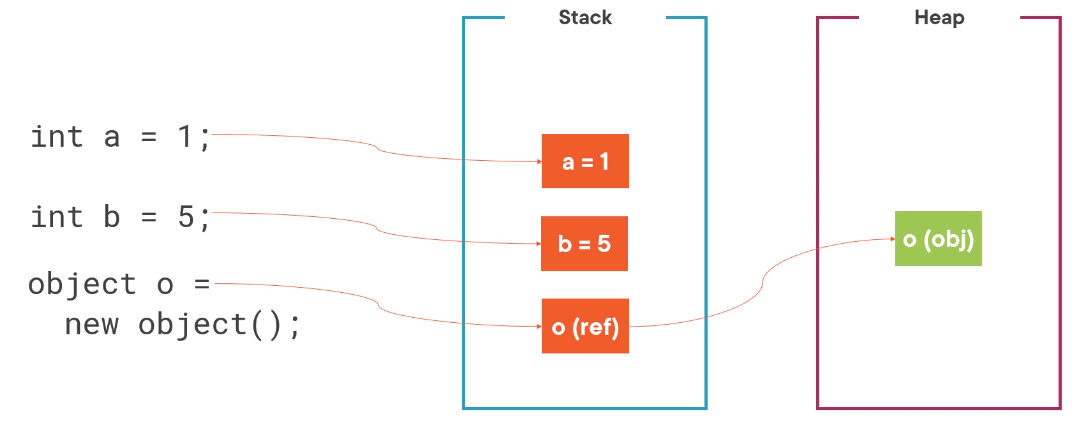 Stack
Heap
int a = 1;
a = 1
int b = 5;
b = 5
o (obj)
object o =
new object();
o (ref)